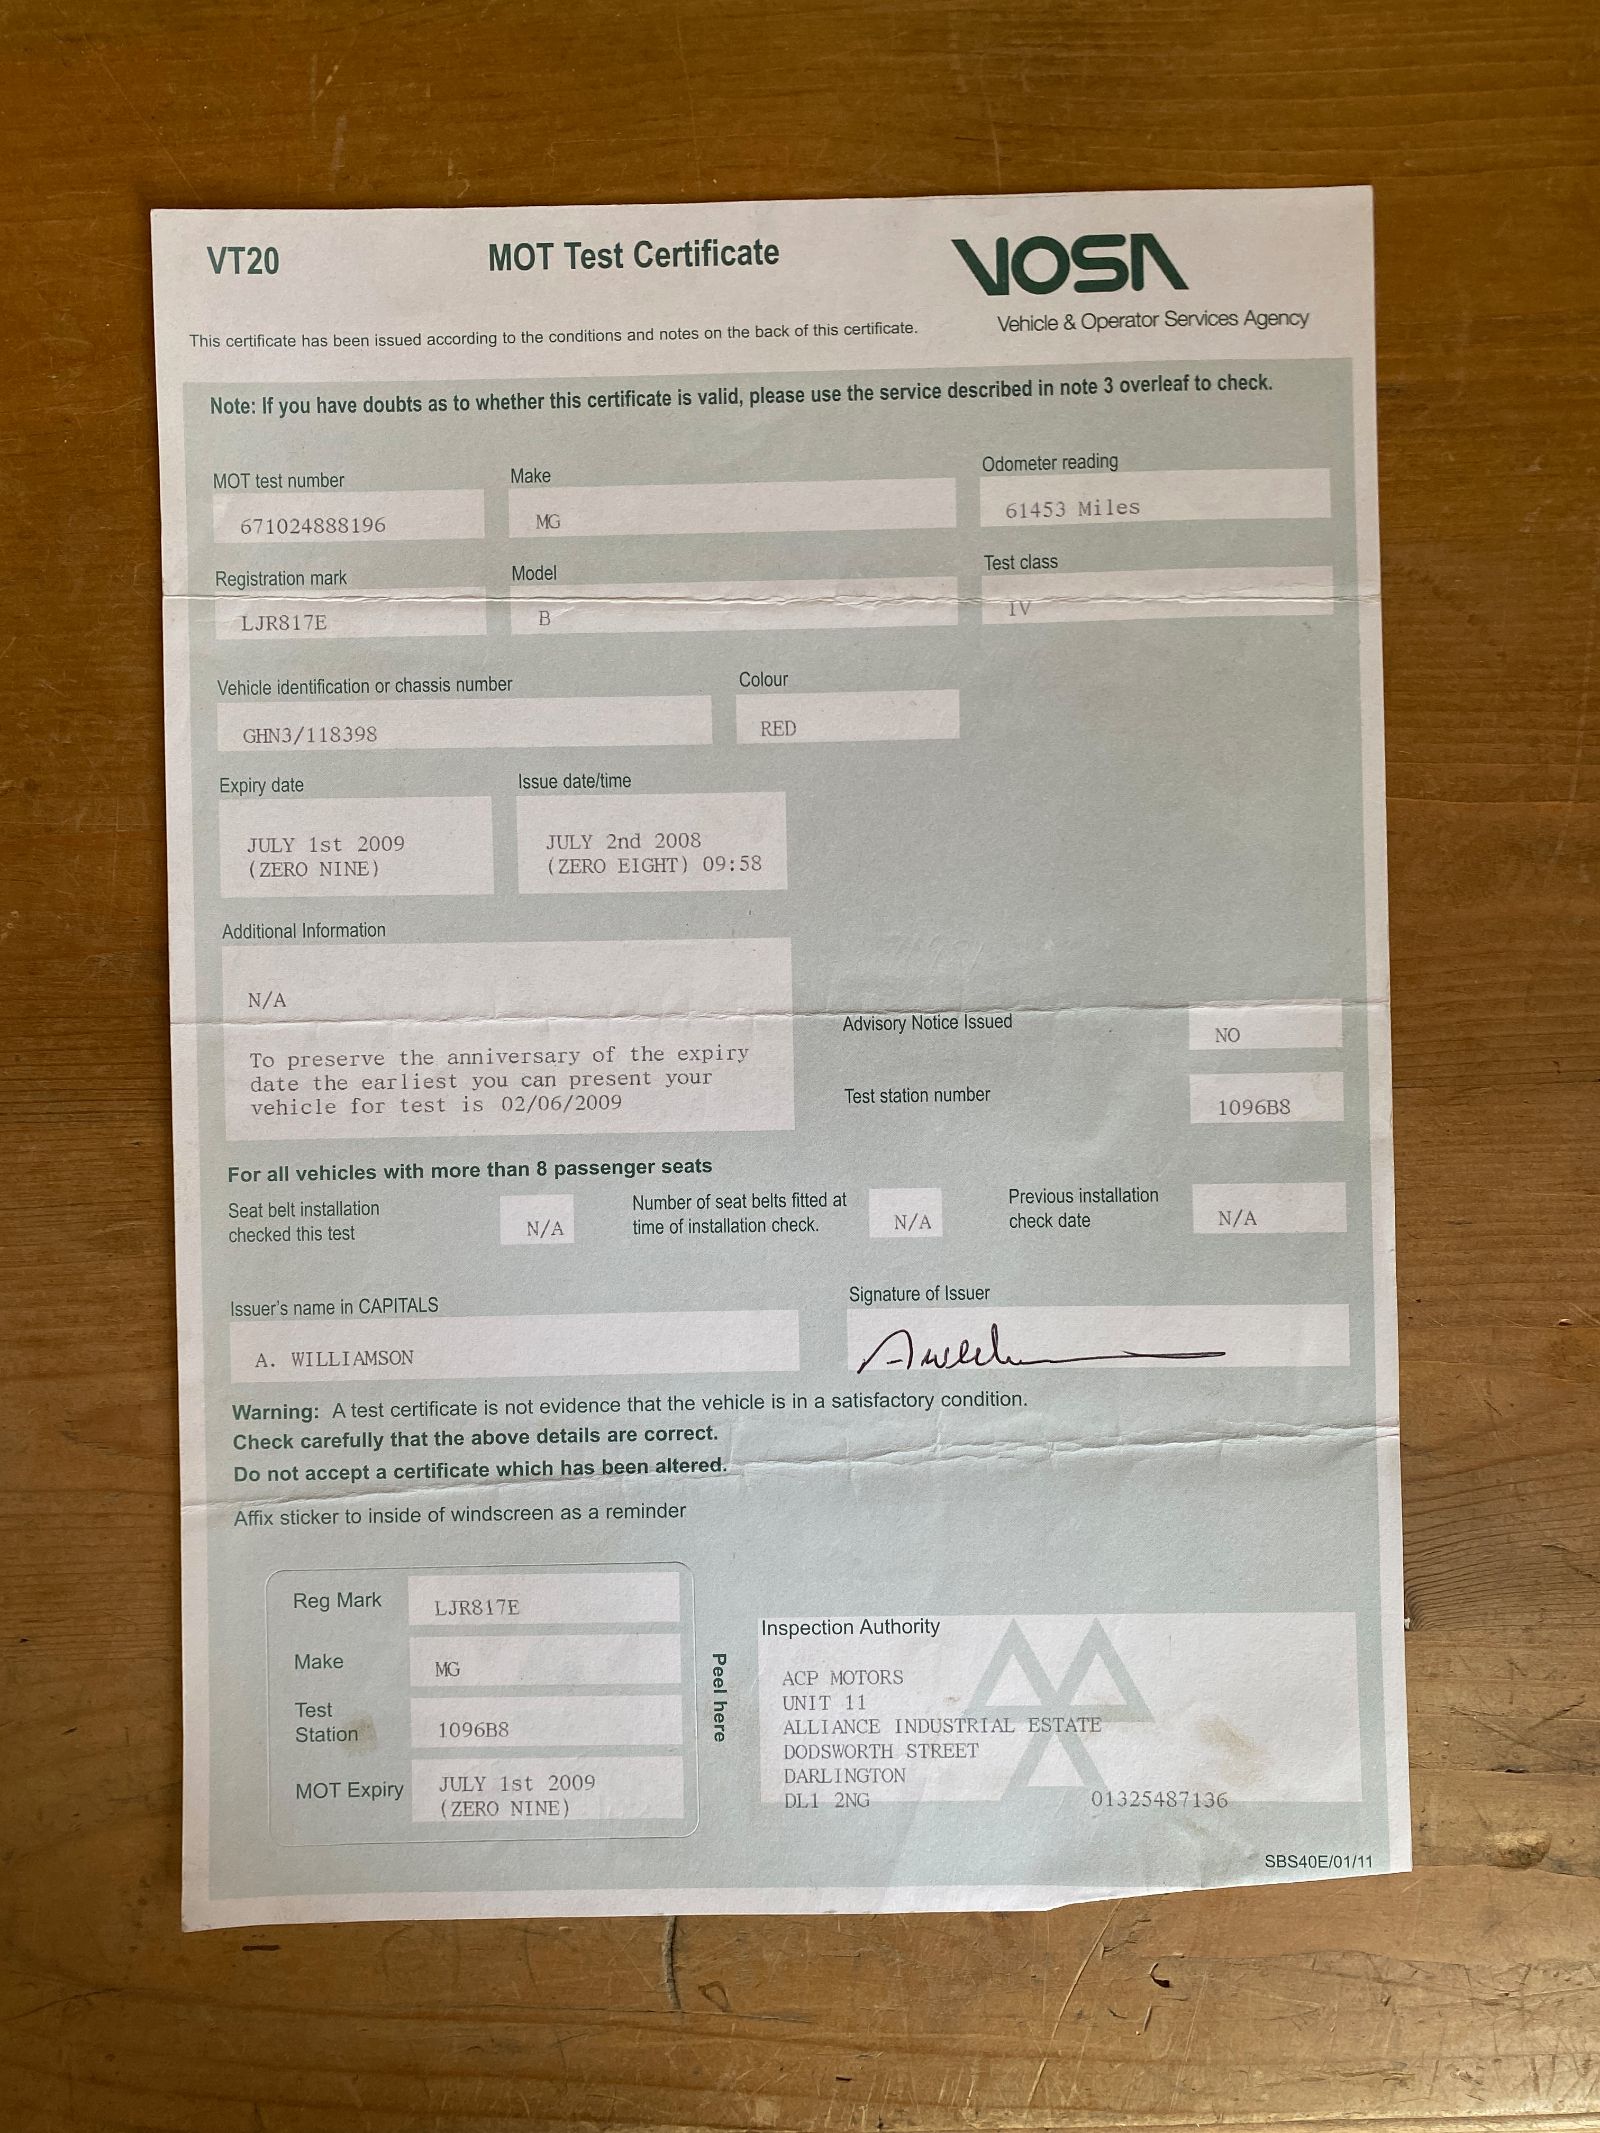 VT20
MOT Test Certificate
VOSA
Vehicle & Operator Services Agency
This certificate has been issued according to the conditions and notes on the back of this certificate.
Note: If you have doubts as to whether this certificate is valid, please use the service described in note 3 overleaf to check.
MOT test number
Make
Odometer reading
671024888196
MG
61453 Miles
Registration mark
Model
Test class
LJR817E
B
IV
Vehicle identification or chassis number
Colour
GHN3/118398
RED
Expiry date
Issue date/time
JULY 1st 2009
(ZERO NINE)
JULY 2nd 2008
(ZERO EIGHT) 09:58
Additional Information
N/A
To preserve the anniversary of the expiry
date the earliest you can present your
vehicle for test is 02/06/2009
Advisory Notice Issued
NO
Test station number
1096B8
For all vehicles with more than 8 passenger seats
Seat belt installation
checked this test
N/A
Number of seat belts fitted at
time of installation check.
N/A
Previous installation
check date
N/A
Issuer's name in CAPITALS
Signature of Issuer
A. WILLIAMSON
Warning: A test certificate is not evidence that the vehicle is in a satisfactory condition.
Check carefully that the above details are correct.
Do not accept a certificate which has been altered.
Affix sticker to inside of windscreen as a reminder
Reg Mark
LJR817E
Make
MG
Test
Station
1096B8
MOT Expiry
JULY 1st 2009
(ZERO NINE)
Peel here
Inspection Authority
ACP MOTORS
UNIT 11
ALLIANCE INDUSTRIAL ESTATE
DODSWORTH STREET
DARLINGTON
DL1 2NG
01325487136
SBS40E/01/11